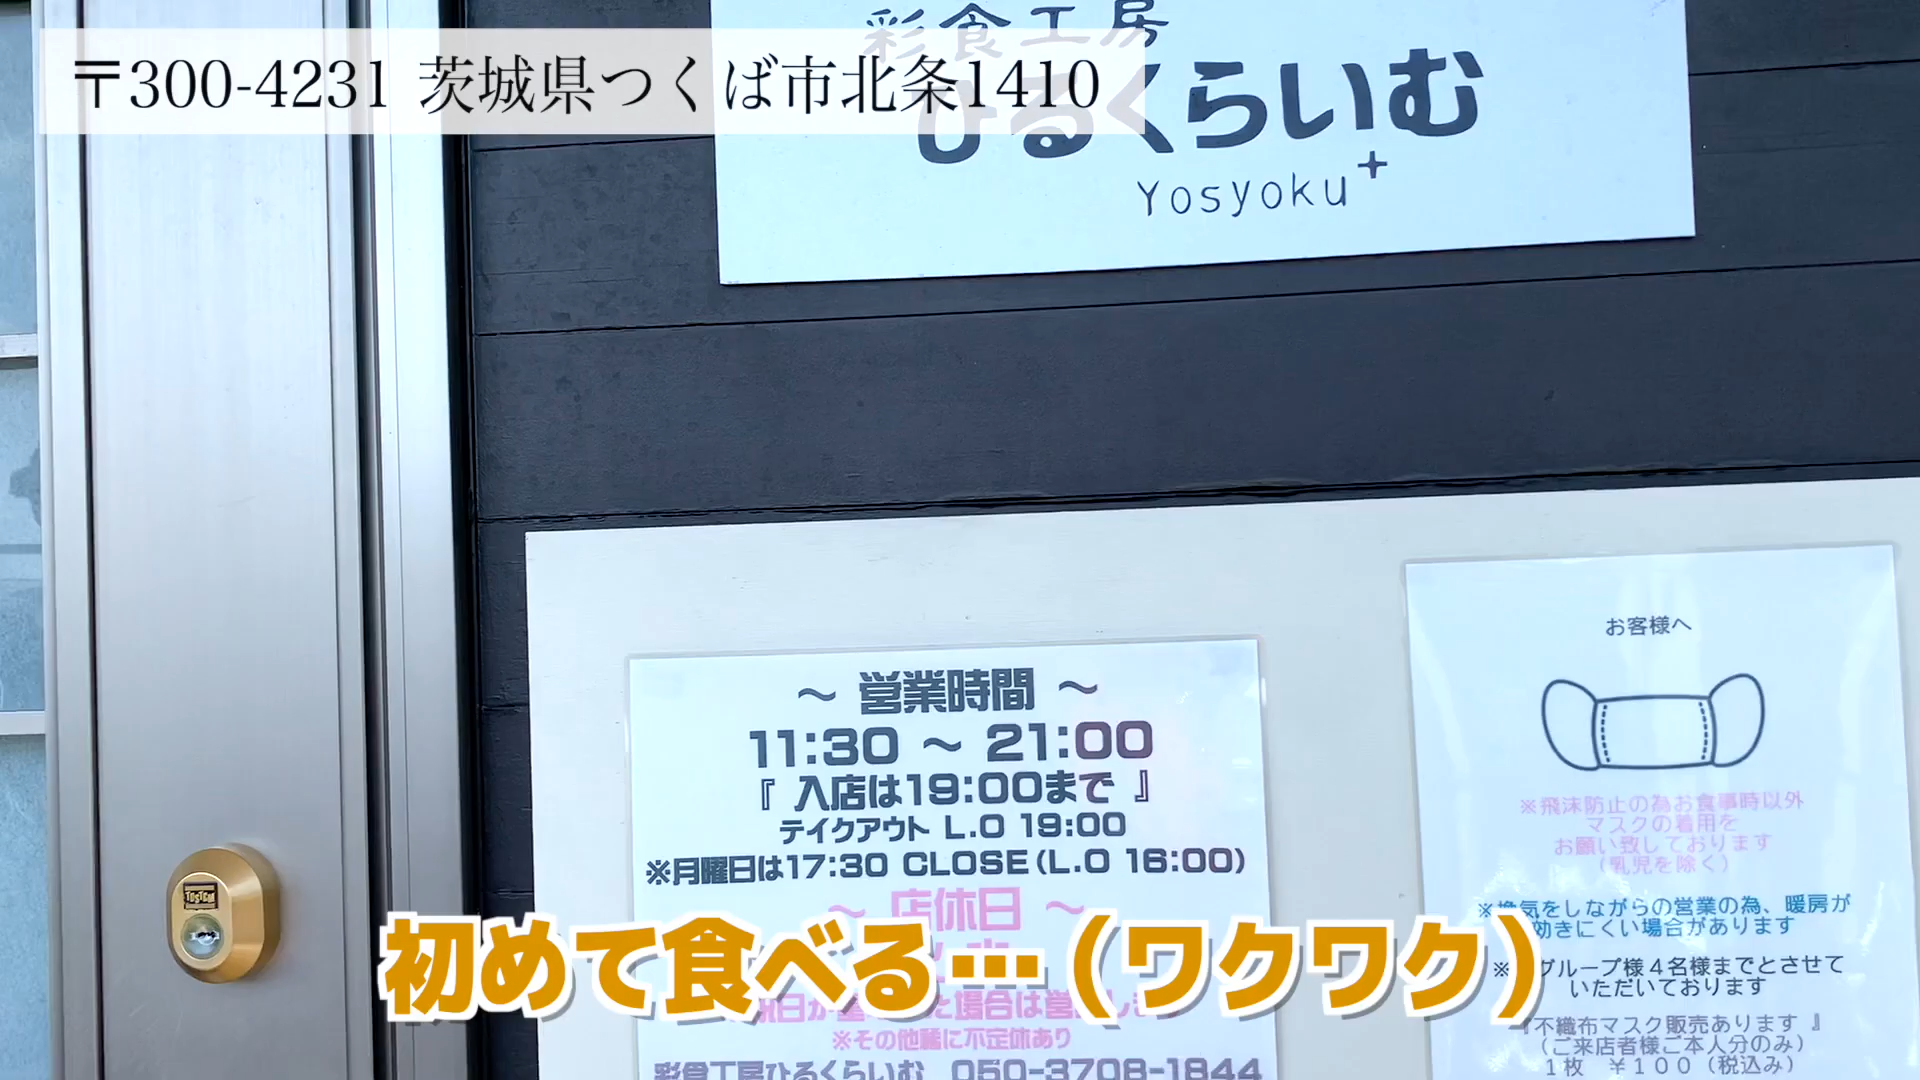 〒300-4231 茨城県つくば市北条1410
彩食工房
ひるくらいむ
Yosyoku+
～ 営業時間 ～
11:30 ～ 21:00
『 入店は19:00まで 』
テイクアウト L.O 19:00
※月曜日は17:30 CLOSE（L.O 16:00）
～ 店休日 ～
※その他に不定休あり
彩食工房ひるくらいむ 050-3708-1844
お客様へ
※飛沫防止の為お食事時以外
マスクの着用を
お願い致しております
（乳児を除く）
※換気をしながらの営業の為、暖房が
効きにくい場合があります
グループ様４名様までとさせて
いただいております
『不織布マスク販売あります 』
（ご来店者様ご本人分のみ）
１枚 ￥１００（税込み）
初めて食べる…（ワクワク）
TOSTEM